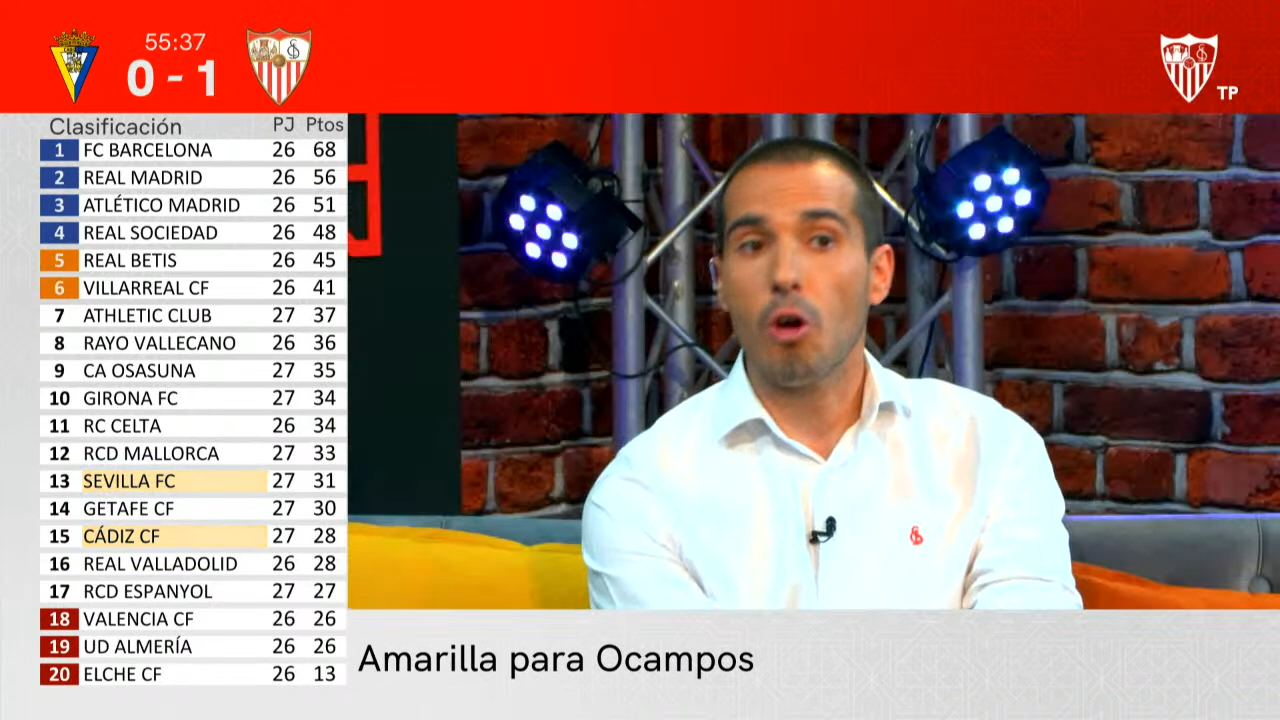 55:37
0 - 1
TP
Clasificación PJ Ptos
1 FC BARCELONA 26 68
2 REAL MADRID 26 56
3 ATLÉTICO MADRID 26 51
4 REAL SOCIEDAD 26 48
5 REAL BETIS 26 45
6 VILLARREAL CF 26 41
7 ATHLETIC CLUB 27 37
8 RAYO VALLECANO 26 36
9 CA OSASUNA 27 35
10 GIRONA FC 27 34
11 RC CELTA 26 34
12 RCD MALLORCA 27 33
13 SEVILLA FC 27 31
14 GETAFE CF 27 30
15 CÁDIZ CF 27 28
16 REAL VALLADOLID 26 28
17 RCD ESPANYOL 27 27
18 VALENCIA CF 26 26
19 UD ALMERÍA 26 26
20 ELCHE CF 26 13
Amarilla para Ocampos